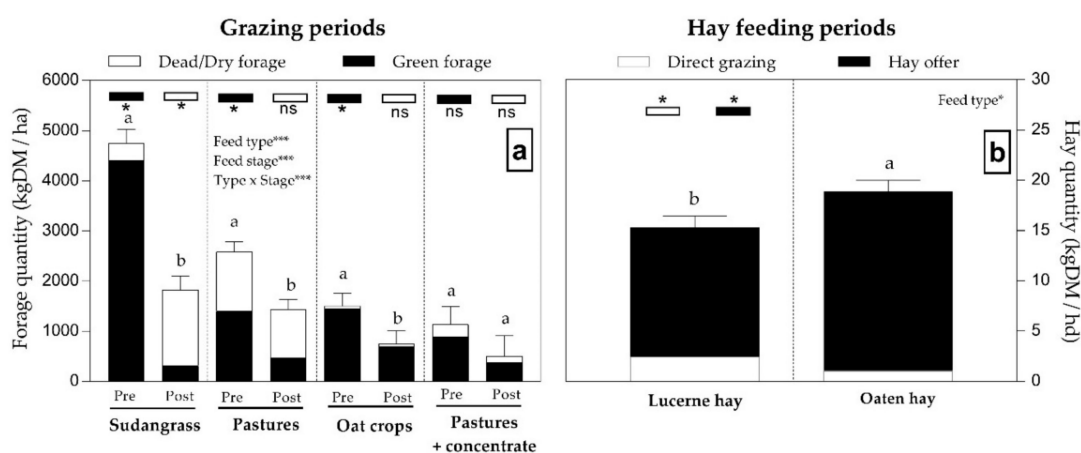 Grazing periods
Dead/Dry forage Green forage
Forage quantity (kgDM / ha)
6000
5000
4000
3000
2000
1000
0
* * * ns * ns ns ns
a
b
a
b
a
b
a
a
Feed type***
Feed stage***
Type x Stage***
a
Pre Post Pre Post Pre Post Pre Post
Sudangrass Pastures Oat crops Pastures
+ concentrate
Hay feeding periods
Direct grazing Hay offer
* *
Feed type*
b
b
a
30
25
20
15
10
5
0
Hay quantity (kgDM / hd)
Lucerne hay Oaten hay